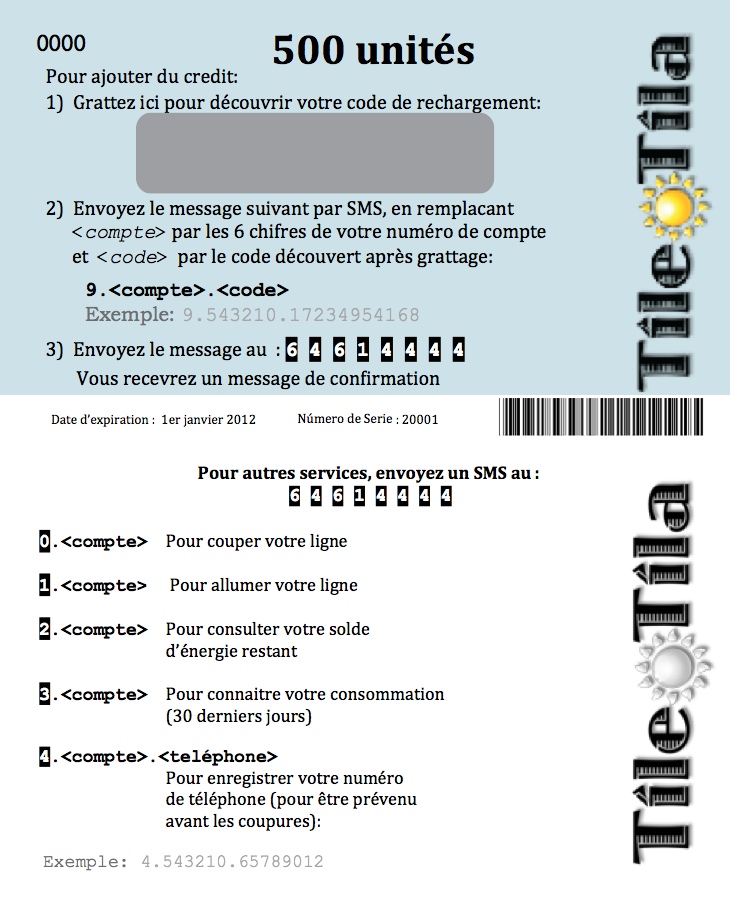 0000
500 unités
Pour ajouter du credit:
1) Grattez ici pour découvrir votre code de rechargement:
2) Envoyez le message suivant par SMS, en remplacant
<compte> par les 6 chifres de votre numéro de compte
et <code> par le code découvert après grattage:
9.<compte>.<code>
Exemple: 9.543210.17234954168
3) Envoyez le message au : 6 4 6 1 4 4 4 4
Vous recevrez un message de confirmation
Tîle Tîla
Date d'expiration : 1er janvier 2012
Número de Serie : 20001
Pour autres services, envoyez un SMS au :
6 4 6 1 4 4 4 4
0.<compte> Pour couper votre ligne
1.<compte> Pour allumer votre ligne
2.<compte> Pour consulter votre solde
d'énergie restant
3.<compte> Pour connaitre votre consommation
(30 derniers jours)
4.<compte>.<teléphone>
Pour enregistrer votre numéro
de téléphone (pour être prévenu
avant les coupures):
Exemple: 4.543210.65789012
Tîle Tîla